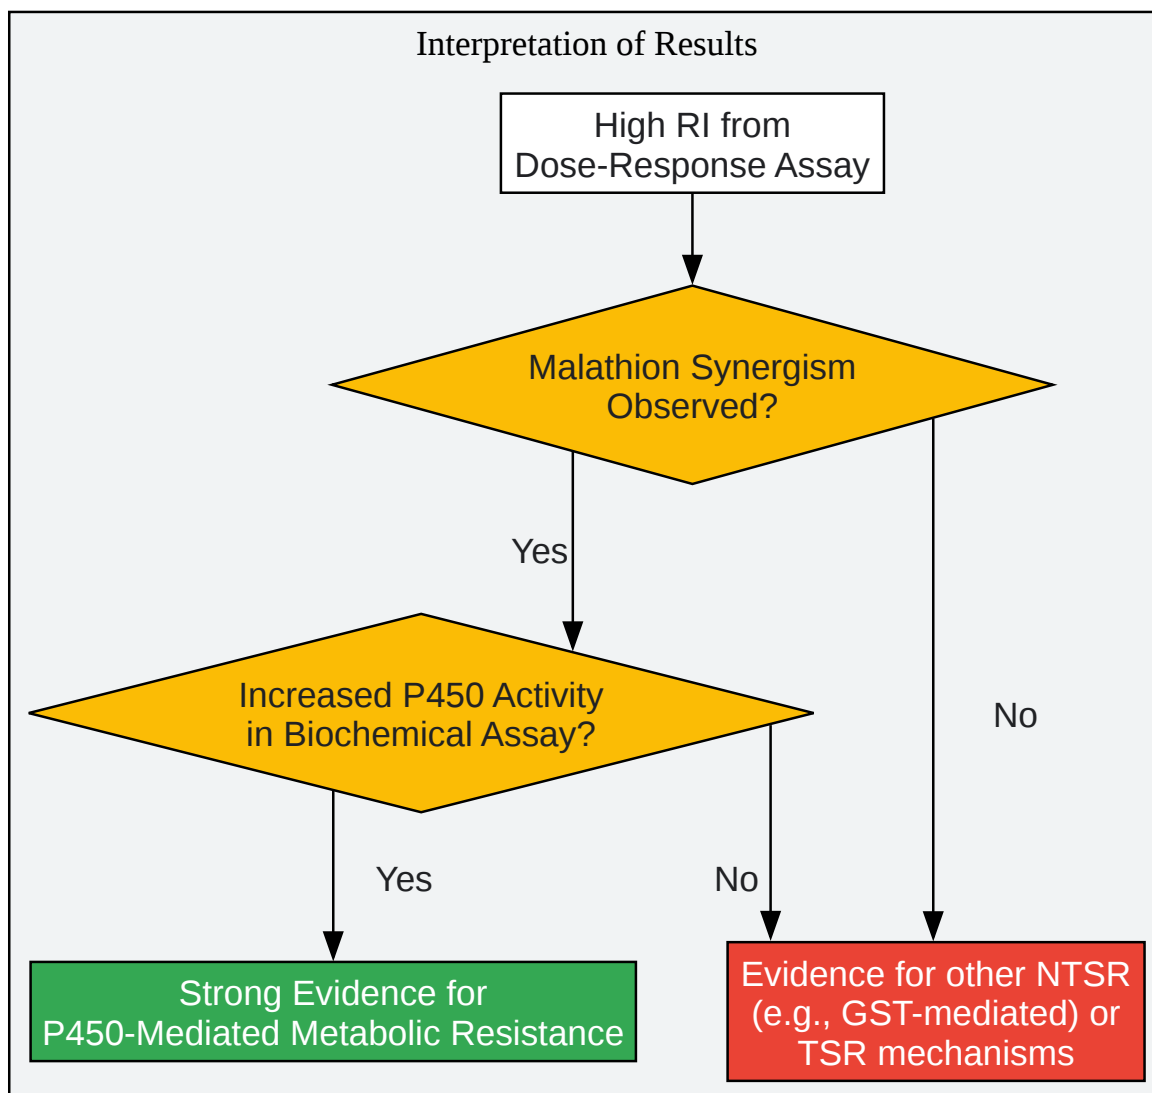 Interpretation of Results
High RI from
Dose-Response Assay
Malathion Synergism
Observed?
Yes
Increased P450 Activity
in Biochemical Assay?
No
Yes
No
Strong Evidence for
P450-Mediated Metabolic Resistance
Evidence for other NTSR
(e.g., GST-mediated) or
TSR mechanisms